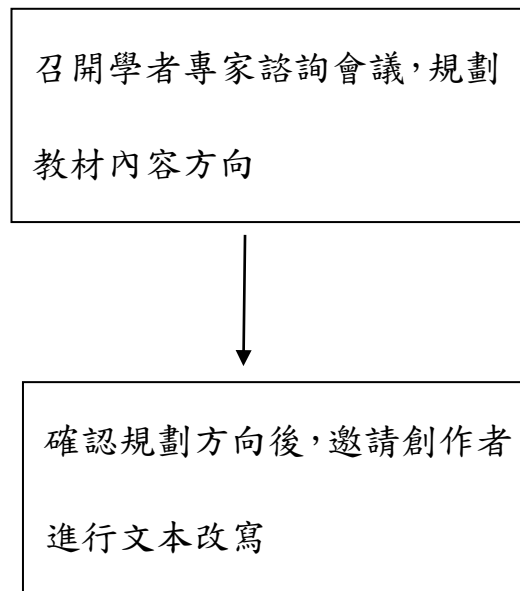 召開學者專家諮詢會議，規劃
教材內容方向
確認規劃方向後，邀請創作者
進行文本改寫